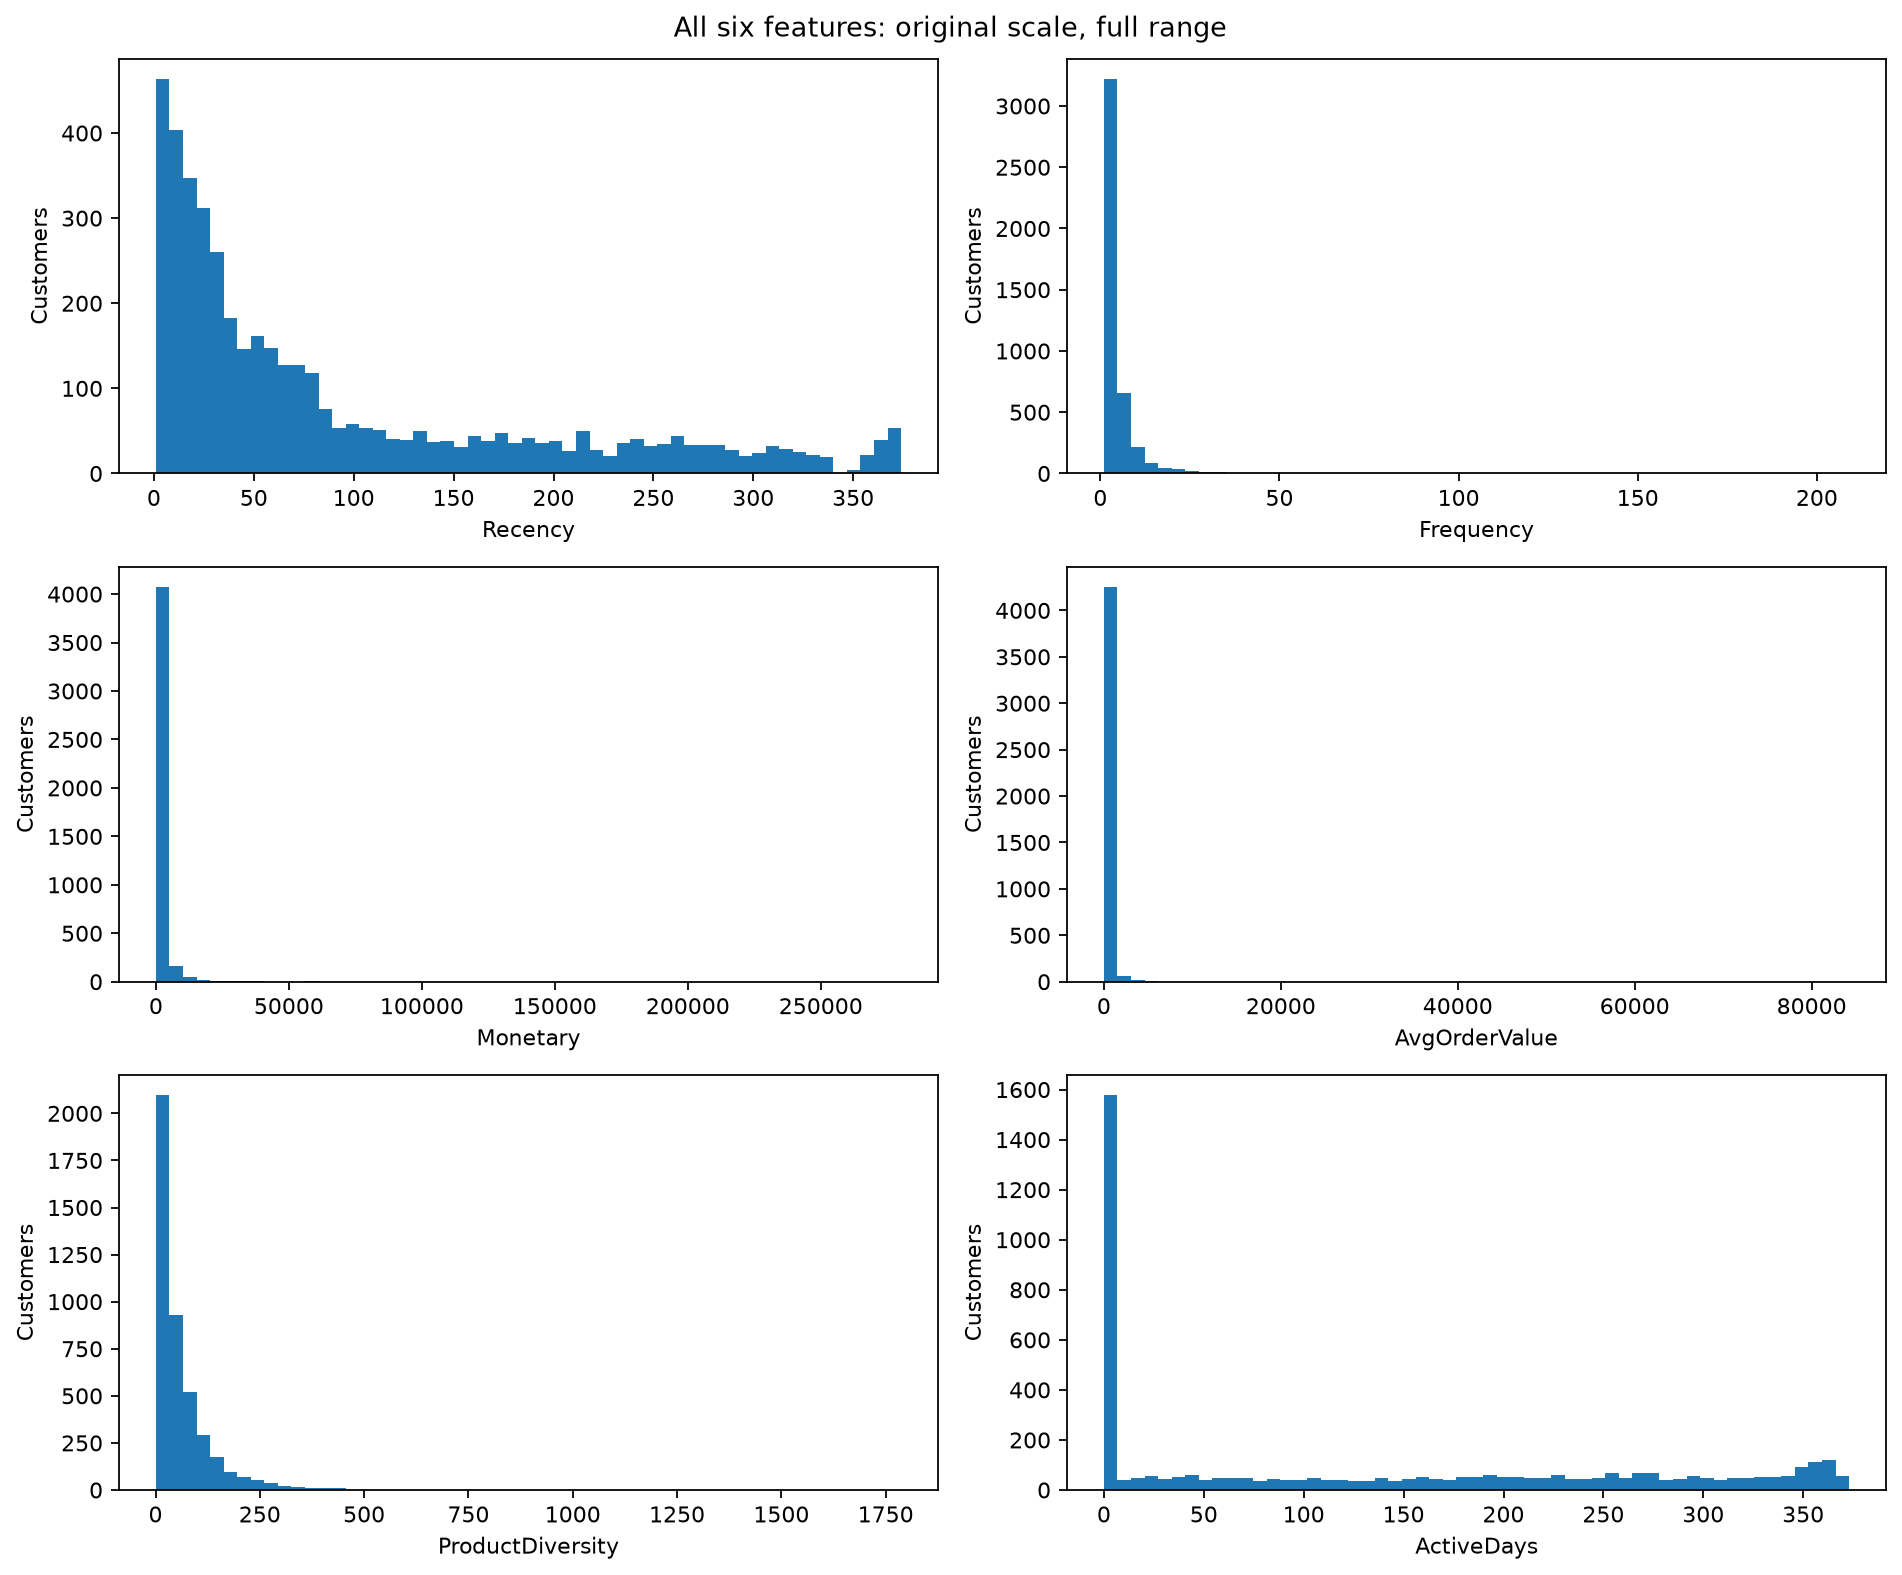 All six features: original scale, full range
400
300
200
100
0
Customers
0 50 100 150 200 250 300 350
Recency
3000
2500
2000
1500
1000
500
0
Customers
0 50 100 150 200
Frequency
4000
3500
3000
2500
2000
1500
1000
500
0
Customers
0 50000 100000 150000 200000 250000
Monetary
4000
3500
3000
2500
2000
1500
1000
500
0
Customers
0 20000 40000 60000 80000
AvgOrderValue
2000
1750
1500
1250
1000
750
500
250
0
Customers
0 250 500 750 1000 1250 1500 1750
ProductDiversity
1600
1400
1200
1000
800
600
400
200
0
Customers
0 50 100 150 200 250 300 350
ActiveDays